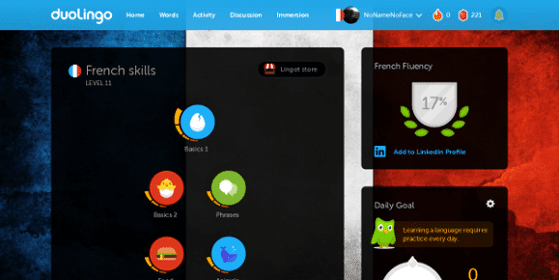 duolingo Home Words Activity Discussion Immersion NoNameNoFace 0 221
French skills
LEVEL 11
Lingot store
Basics 1
Basics 2 Phrases
French Fluency
17%
Add to LinkedIn Profile
Daily Goal
Learning a language requires
practice every day.
0